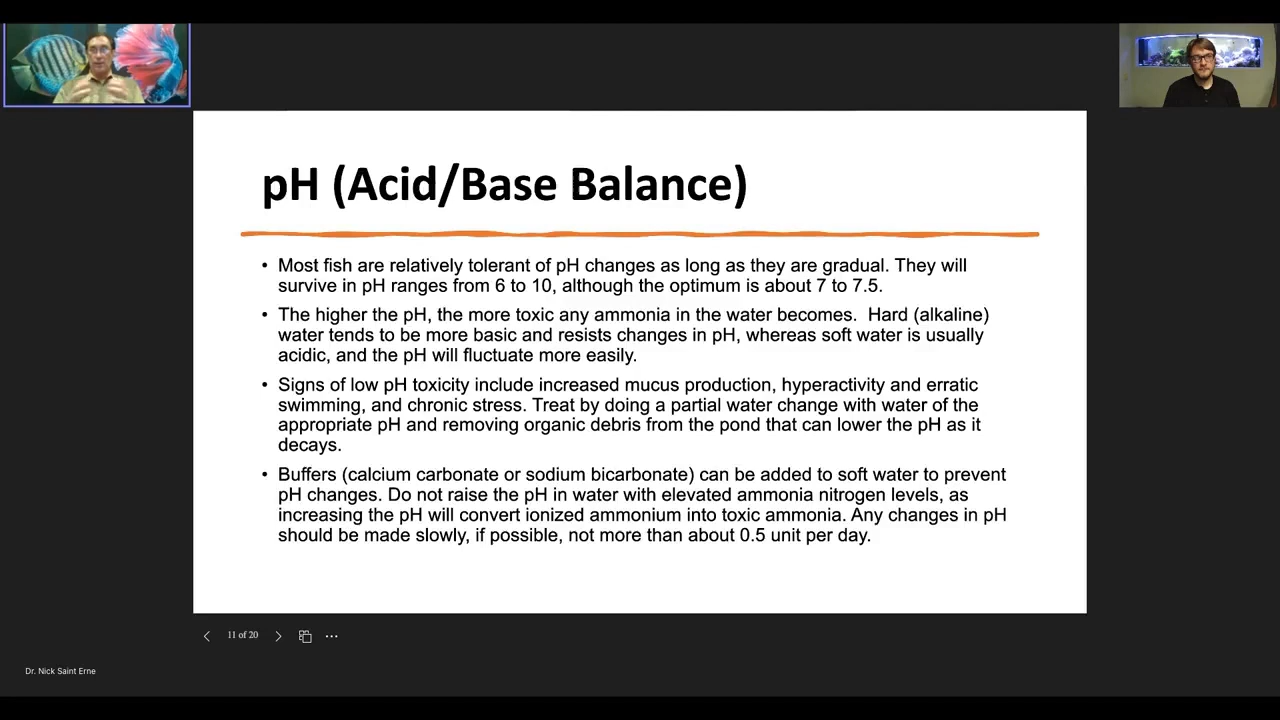 pH (Acid/Base Balance)
• Most fish are relatively tolerant of pH changes as long as they are gradual. They will
survive in pH ranges from 6 to 10, although the optimum is about 7 to 7.5.
• The higher the pH, the more toxic any ammonia in the water becomes.  Hard (alkaline)
water tends to be more basic and resists changes in pH, whereas soft water is usually
acidic, and the pH will fluctuate more easily.
• Signs of low pH toxicity include increased mucus production, hyperactivity and erratic
swimming, and chronic stress. Treat by doing a partial water change with water of the
appropriate pH and removing organic debris from the pond that can lower the pH as it
decays.
• Buffers (calcium carbonate or sodium bicarbonate) can be added to soft water to prevent
pH changes. Do not raise the pH in water with elevated ammonia nitrogen levels, as
increasing the pH will convert ionized ammonium into toxic ammonia. Any changes in pH
should be made slowly, if possible, not more than about 0.5 unit per day.
11 of 20
Dr. Nick Saint Erne